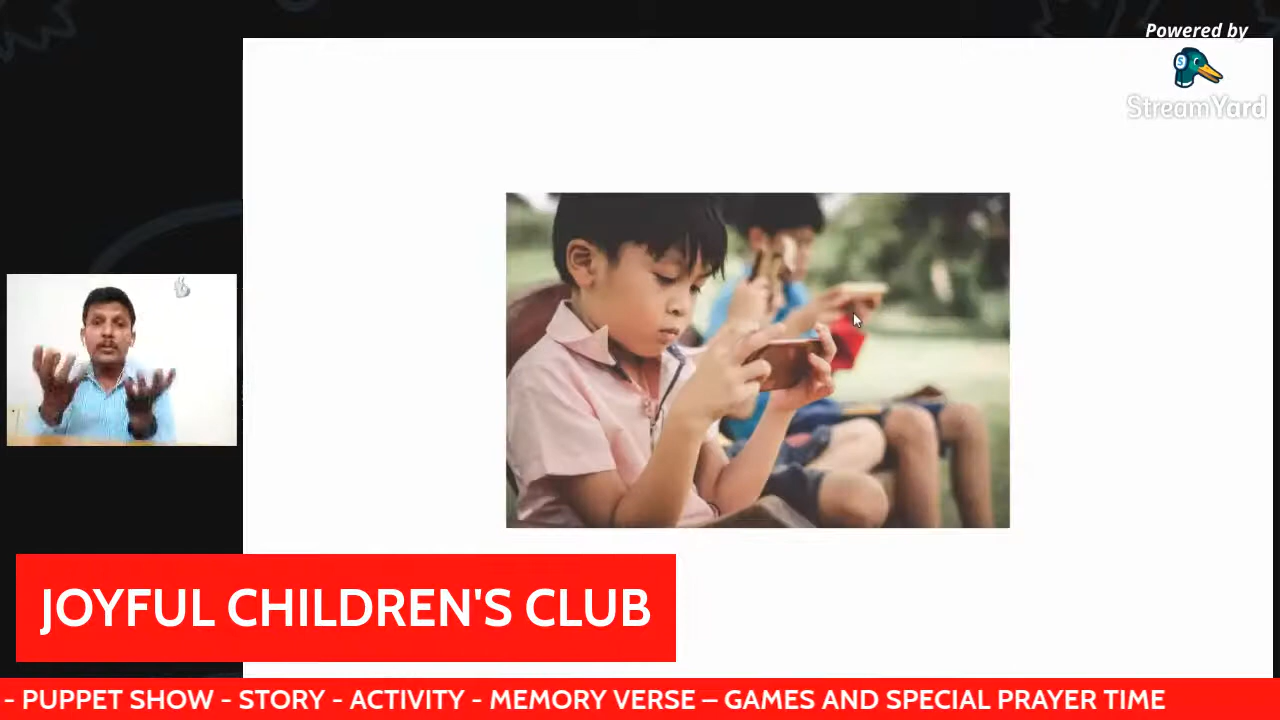 Powered by
StreamYard
JOYFUL CHILDREN'S CLUB
- PUPPET SHOW - STORY - ACTIVITY - MEMORY VERSE – GAMES AND SPECIAL PRAYER TIME